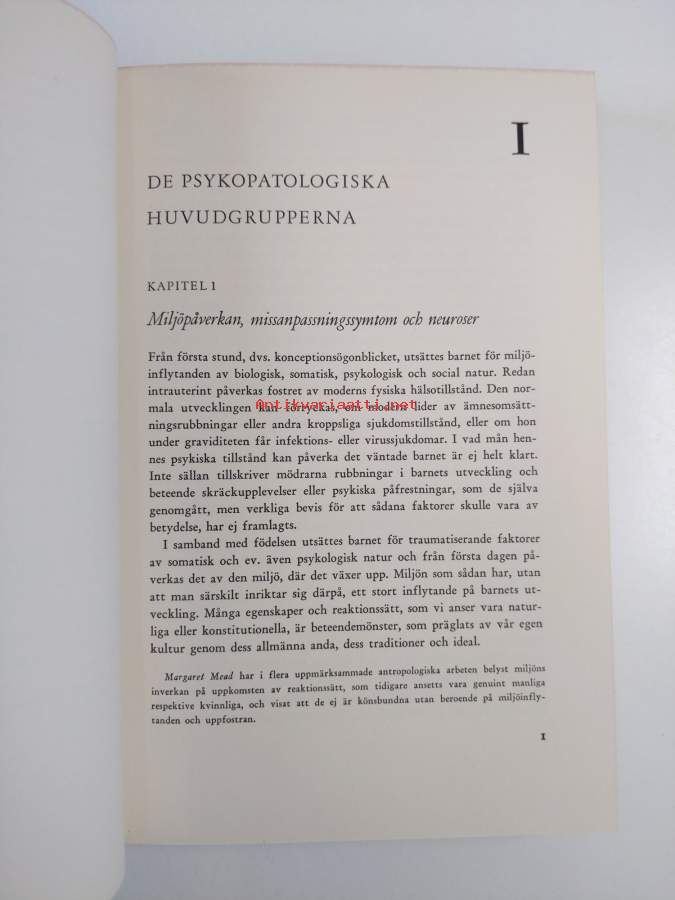 I
DE PSYKOPATOLOGISKA
HUVUDGRUPPERNA
KAPITEL 1
Miljöpåverkan, missanpassningssymtom och neuroser
Från första stund, dvs. konceptionsögonblicket, utsättes barnet för miljö-
inflytanden av biologisk, somatisk, psykologisk och social natur. Redan
intrauterint påverkas fostret av moderns fysiska hälsotillstånd. Den nor-
mala utvecklingen kan förryckas, om modern lider av ämnesomsätt-
Antikvariaatti.net
ningsrubbningar eller andra kroppsliga sjukdomstillstånd, eller om hon
under graviditeten får infektions- eller virussjukdomar. I vad mån hen-
nes psykiska tillstånd kan påverka det väntade barnet är ej helt klart.
Inte sällan tillskriver mödrarna rubbningar i barnets utveckling och
beteende skräckupplevelser eller psykiska påfrestningar, som de själva
genomgått, men verkliga bevis för att sådana faktorer skulle vara av
betydelse, har ej framlagts.
I samband med födelsen utsättes barnet för traumatiserande faktorer
av somatisk och ev. även psykologisk natur och från första dagen på-
verkas det av den miljö, där det växer upp. Miljön som sådan har, utan
att man särskilt inriktar sig därpå, ett stort inflytande på barnets ut-
veckling. Många egenskaper och reaktionssätt, som vi anser vara natur-
liga eller konstitutionella, är beteendemönster, som präglats av vår egen
kultur genom dess allmänna anda, dess traditioner och ideal.
Margaret Mead har i flera uppmärksammade antropologiska arbeten belyst miljöns
inverkan på uppkomsten av reaktionssätt, som tidigare ansetts vara genuint manliga
respektive kvinnliga, och visat att de ej är könsbundna utan beroende på miljöinfly-
tanden och uppfostran.
1